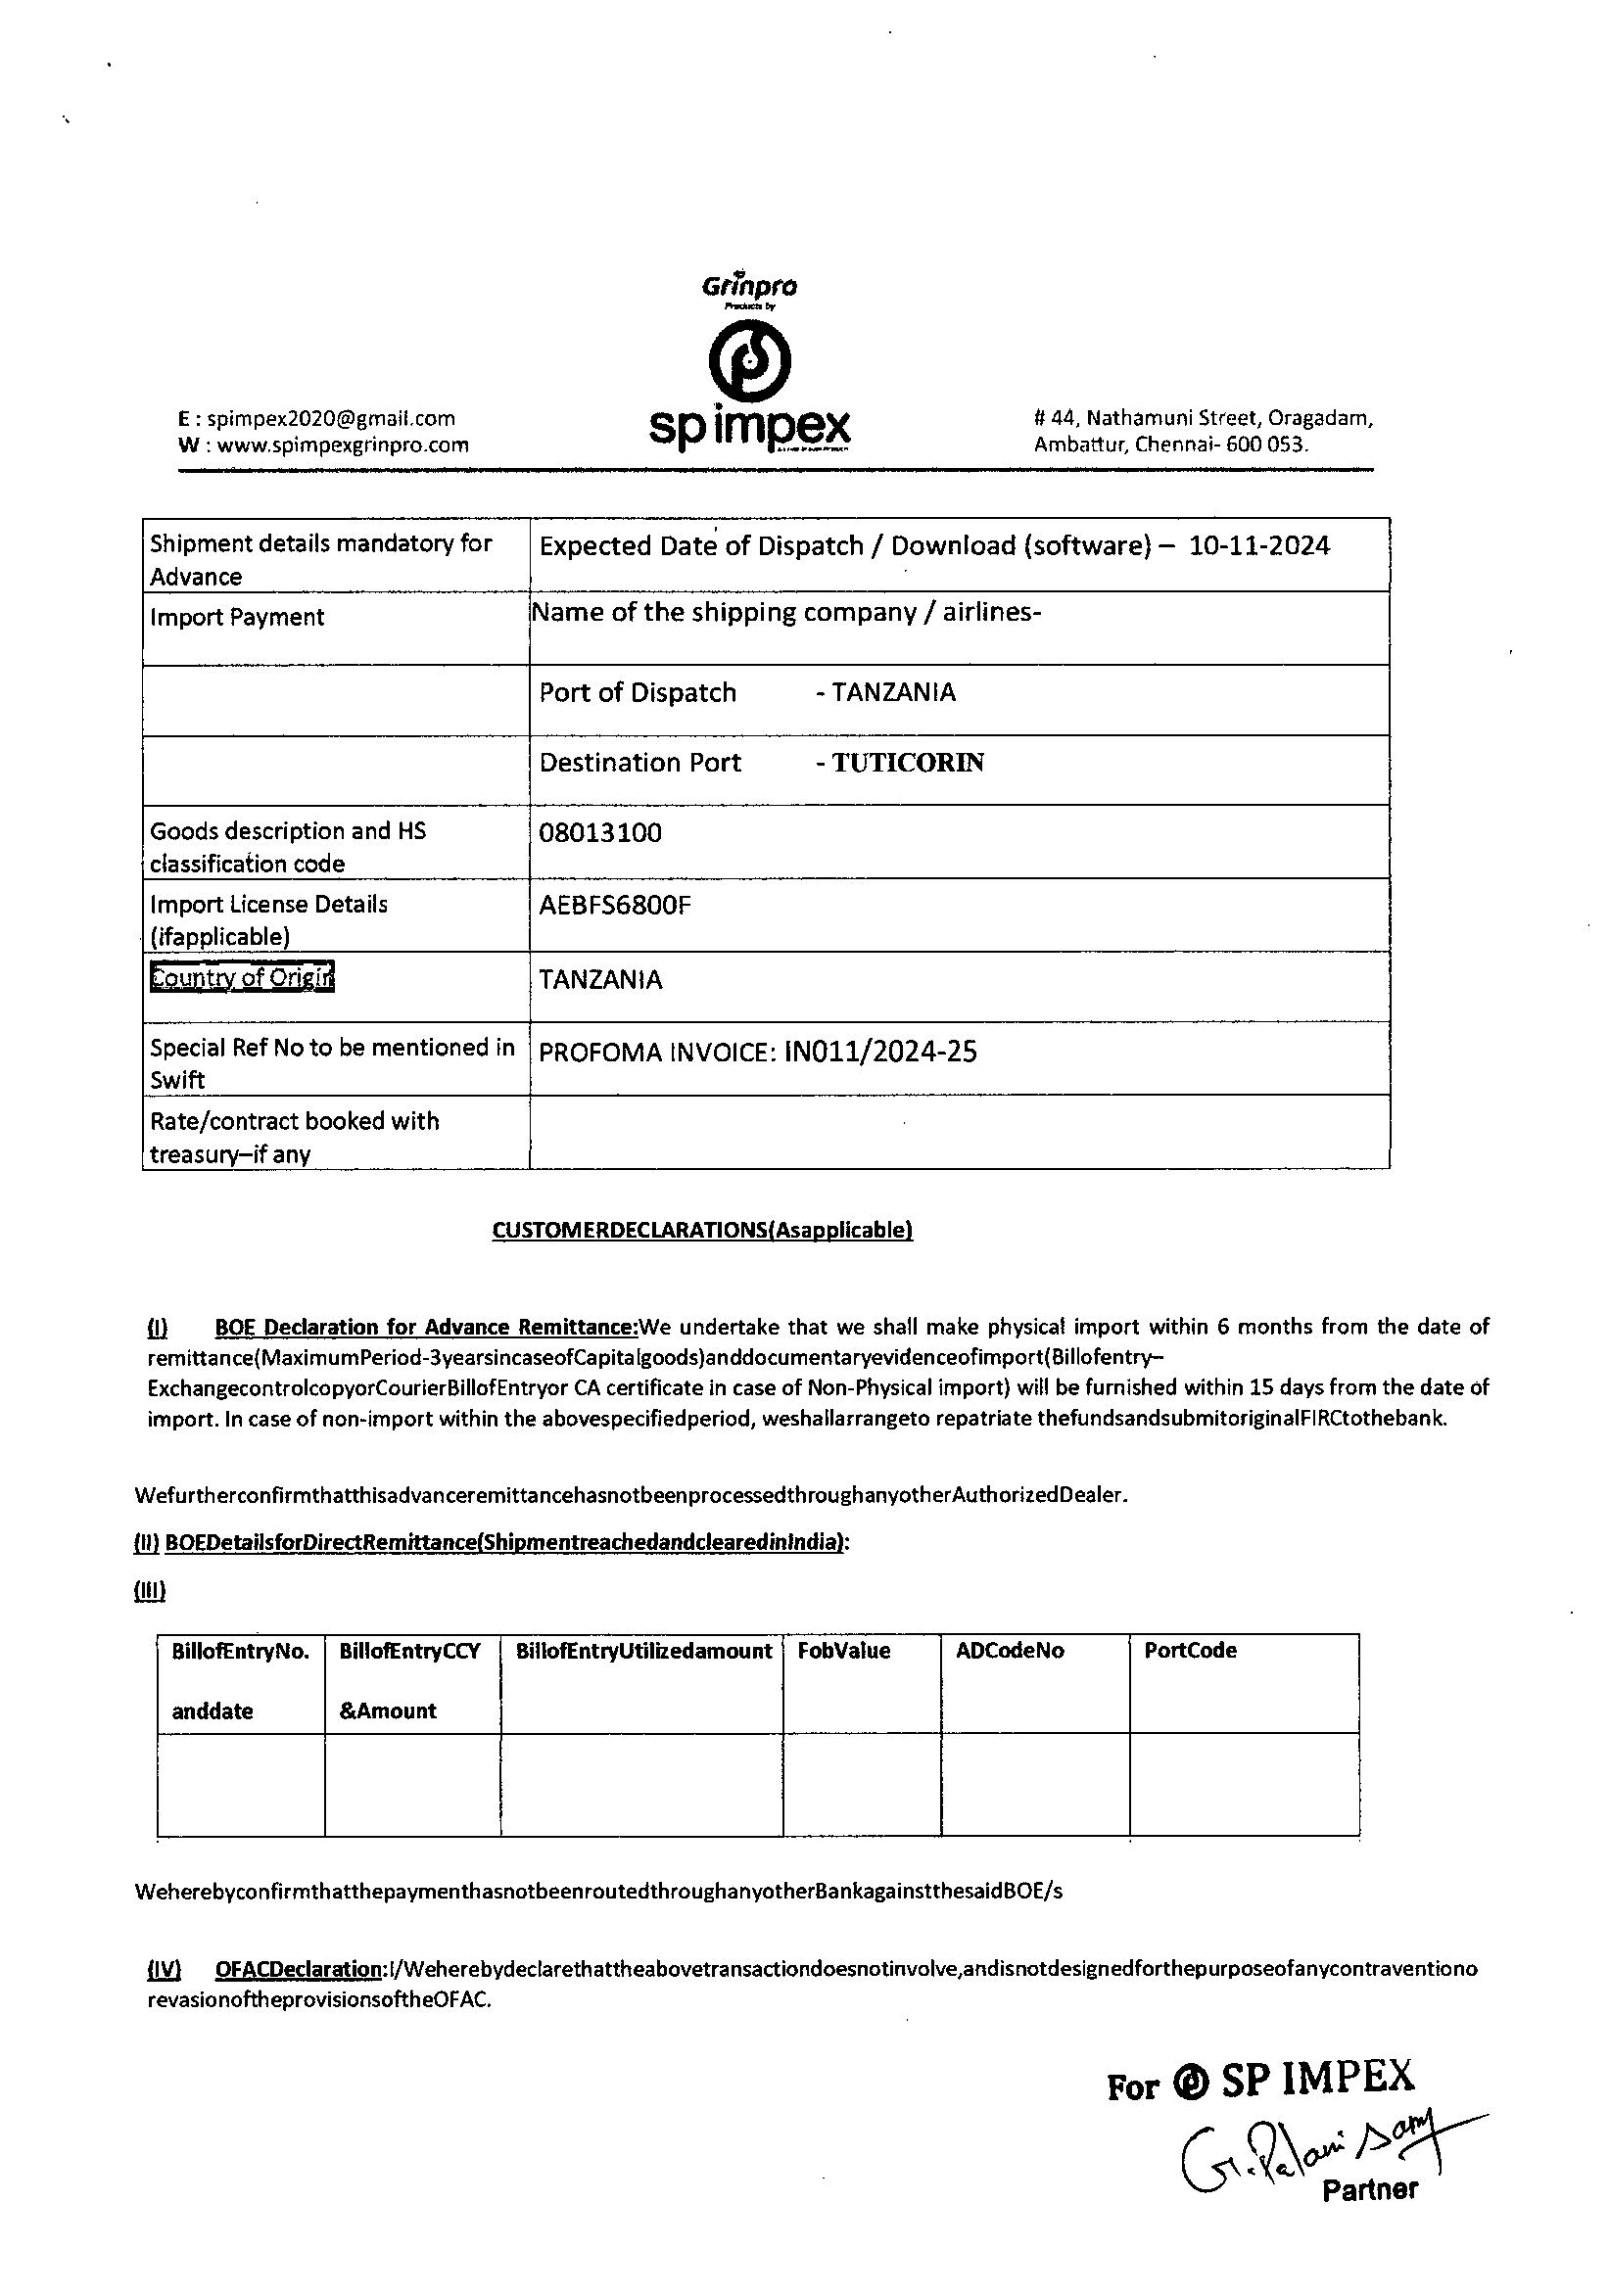 Grinpro
Products by
sp impex
E : spimpex2020@gmail.com
W : www.spimpexgrinpro.com
# 44, Nathamuni Street, Oragadam,
Ambattur, Chennai- 600 053.
Shipment details mandatory for
Advance
Expected Date of Dispatch / Download (software) – 10-11-2024
Import Payment
Name of the shipping company / airlines-
Port of Dispatch - TANZANIA
Destination Port - TUTICORIN
Goods description and HS
classification code
08013100
Import License Details
(ifapplicable)
AEBFS6800F
Country of Origin
TANZANIA
Special Ref No to be mentioned in
Swift
PROFOMA INVOICE: IN011/2024-25
Rate/contract booked with
treasury–if any
CUSTOMERDECLARATIONS(Asapplicable)
(I) BOE Declaration for Advance Remittance:We undertake that we shall make physical import within 6 months from the date of
remittance(MaximumPeriod-3yearsincaseofCapitalgoods)anddocumentaryevidenceofimport(Billofentry–
ExchangecontrolcopyorCourierBillofEntryor CA certificate in case of Non-Physical import) will be furnished within 15 days from the date of
import. In case of non-import within the abovespecifiedperiod, weshallarrangeto repatriate thefundsandsubmitoriginalFIRCtothebank.
WefurtherconfirmthatthisadvanceremittancehasnotbeenprocessedthroughanyotherAuthorizedDealer.
(II) BOEDetailsforDirectRemittance(ShipmentreachedandclearedinIndia):
(III)
BillofEntryNo. BillofEntryCCY BillofEntryUtilizedamount FobValue ADCodeNo PortCode
anddate &Amount
WeherebyconfirmthatthepaymenthasnotbeenroutedthroughanyotherBankagainstthesaidBOE/s
(IV) OFACDeclaration:I/Weherebydeclarethattheabovetransactiondoesnotinvolve,andisnotdesignedforthepurposeofanycontraventiono
revasionoftheprovisionsoftheOFAC.
For SP IMPEX
G. Palanisamy
Partner